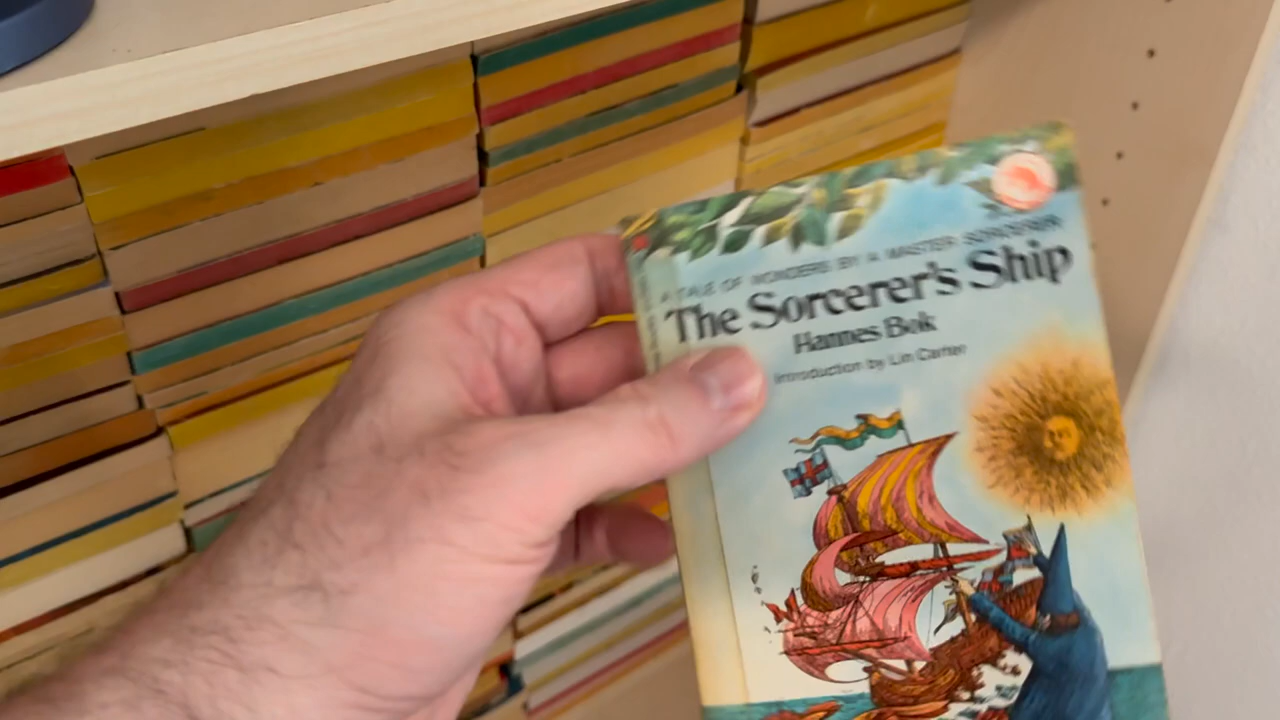 A TALE OF WONDERS BY A MASTER
The Sorcerer's Ship
Hannes Bok
Introduction by Lin Carter